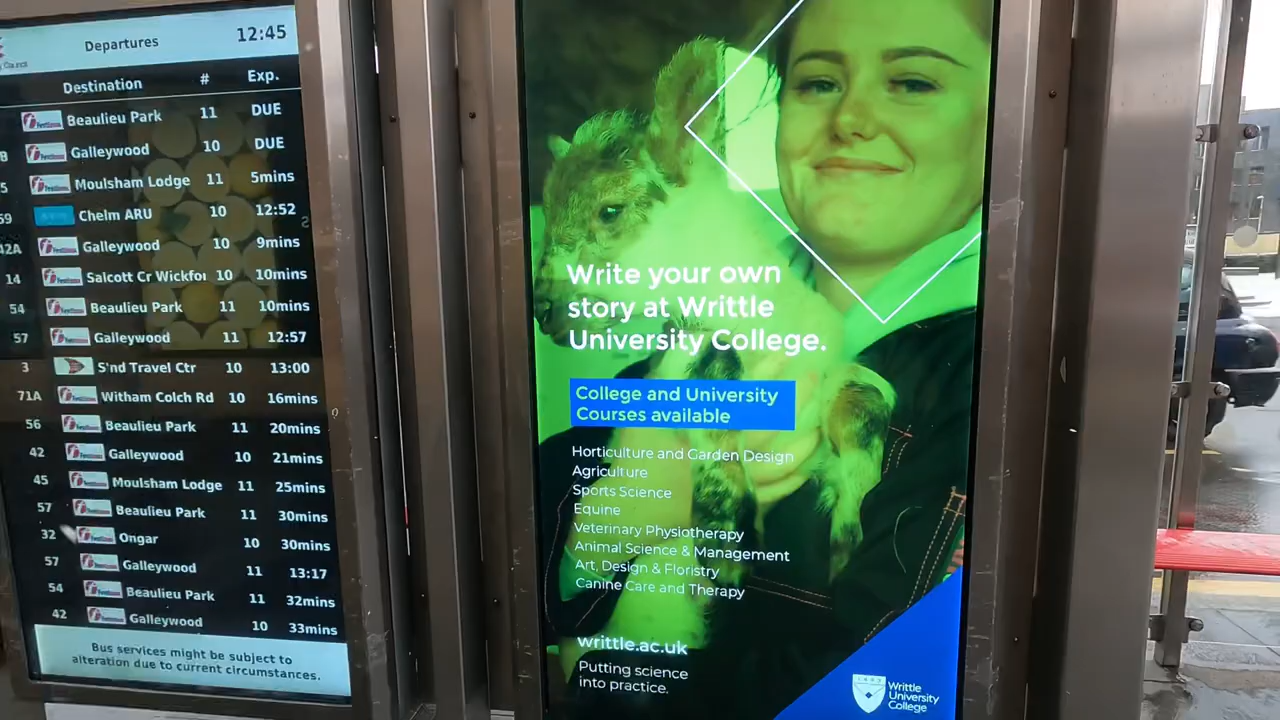 y Council
Departures 12:45
Destination # Exp.
Beaulieu Park 11 DUE
B Galleywood 10 DUE
5 Moulsham Lodge 11 5mins
59 Chelm ARU 10 12:52
42A Galleywood 10 9mins
14 Salcott Cr Wickfo 10 10mins
54 Beaulieu Park 11 10mins
57 Galleywood 11 12:57
3 S'nd Travel Ctr 10 13:00
71A Witham Colch Rd 10 16mins
56 Beaulieu Park 11 20mins
42 Galleywood 10 21mins
45 Moulsham Lodge 11 25mins
57 Beaulieu Park 11 30mins
32 Ongar 10 30mins
57 Galleywood 11 13:17
54 Beaulieu Park 11 32mins
42 Galleywood 10 33mins
Bus services might be subject to
alteration due to current circumstances.
Write your own
story at Writtle
University College.
College and University
Courses available
Horticulture and Garden Design
Agriculture
Sports Science
Equine
Veterinary Physiotherapy
Animal Science & Management
Art, Design & Floristry
Canine Care and Therapy
writtle.ac.uk
Putting science
into practice.
Writtle
University
College